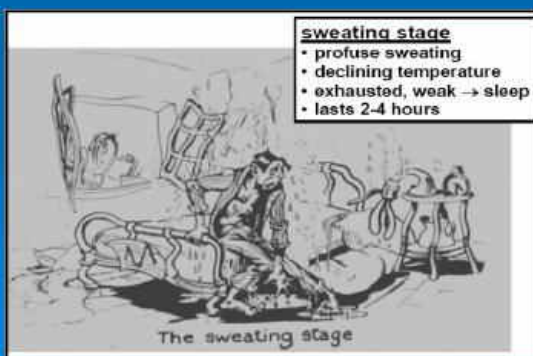 sweating stage
• profuse sweating
• declining temperature
• exhausted, weak → sleep
• lasts 2-4 hours
The sweating stage